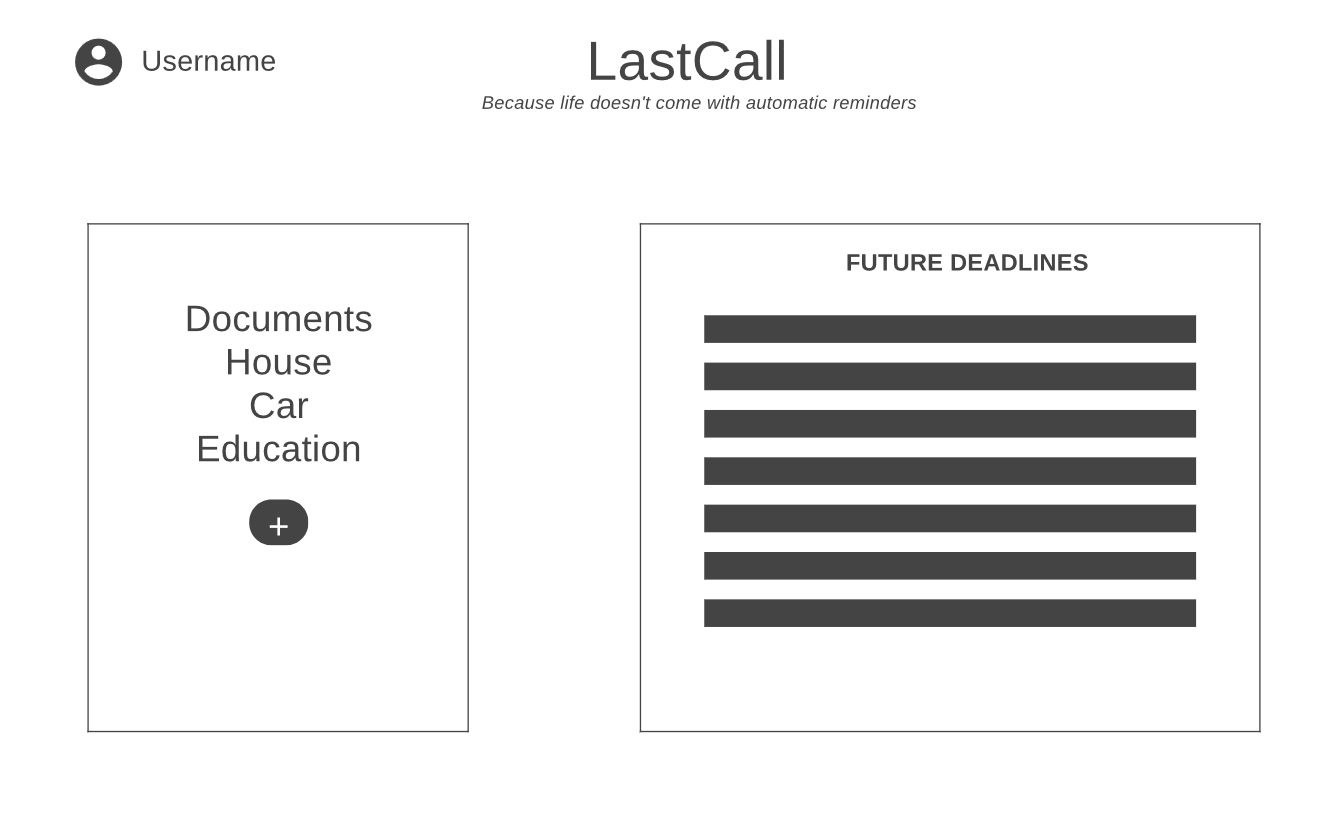 Username
LastCall
Because life doesn't come with automatic reminders
Documents
House
Car
Education
+
FUTURE DEADLINES